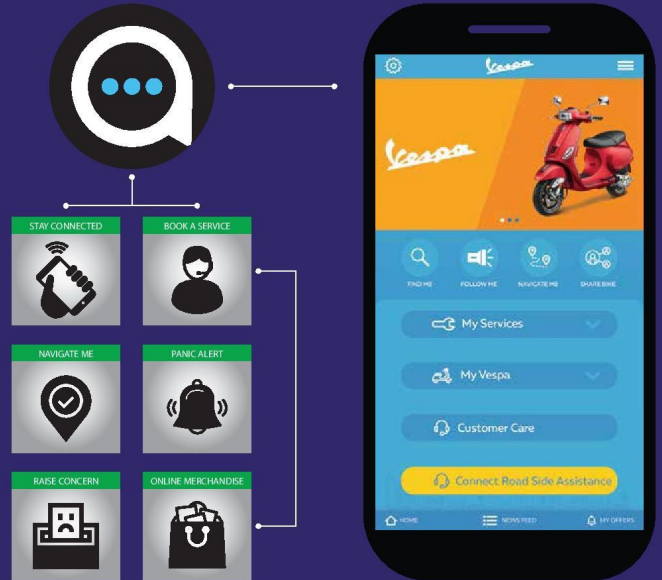 Vespa
Vespa
FIND ME FOLLOW ME NAVIGATE ME SHARE BIKE
My Services
My Vespa
Customer Care
Connect Road Side Assistance
HOME NEWS FEED MY OFFERS
STAY CONNECTED BOOK A SERVICE
NAVIGATE ME PANIC ALERT
RAISE CONCERN ONLINE MERCHANDISE